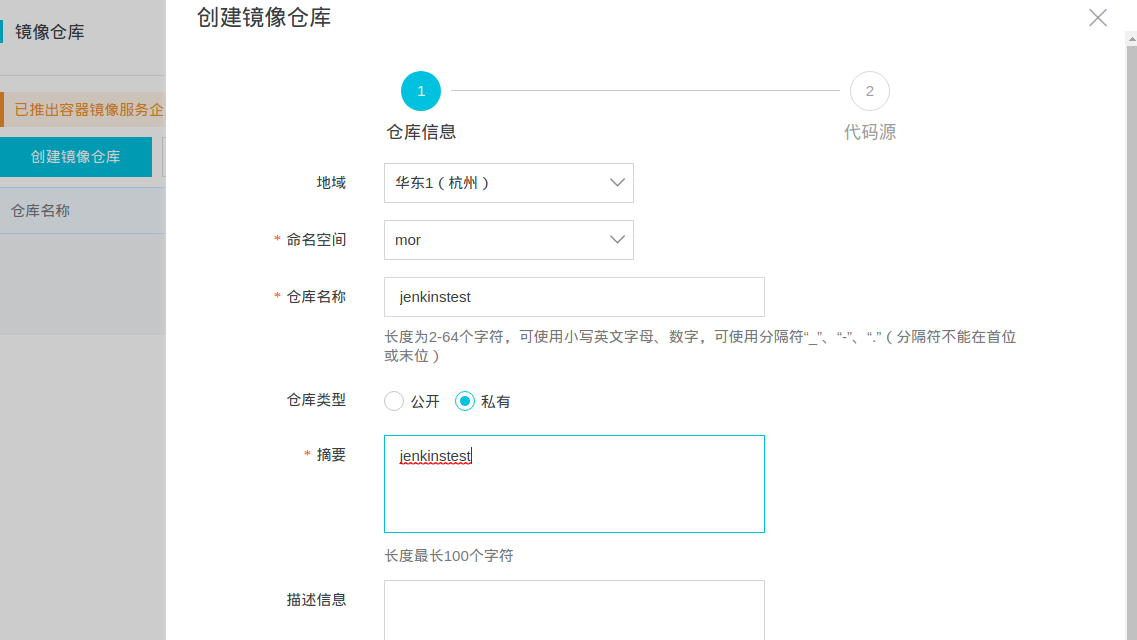 创建镜像仓库
镜像仓库
已推出容器镜像服务企
创建镜像仓库
仓库名称
1
2
仓库信息
代码源
地域
华东1（杭州）
* 命名空间
mor
* 仓库名称
jenkinstest
长度为2-64个字符，可使用小写英文字母、数字，可使用分隔符“_”、“-”、“.”（分隔符不能在首位
或末位）
仓库类型
公开
私有
* 摘要
jenkinstest
长度最长100个字符
描述信息